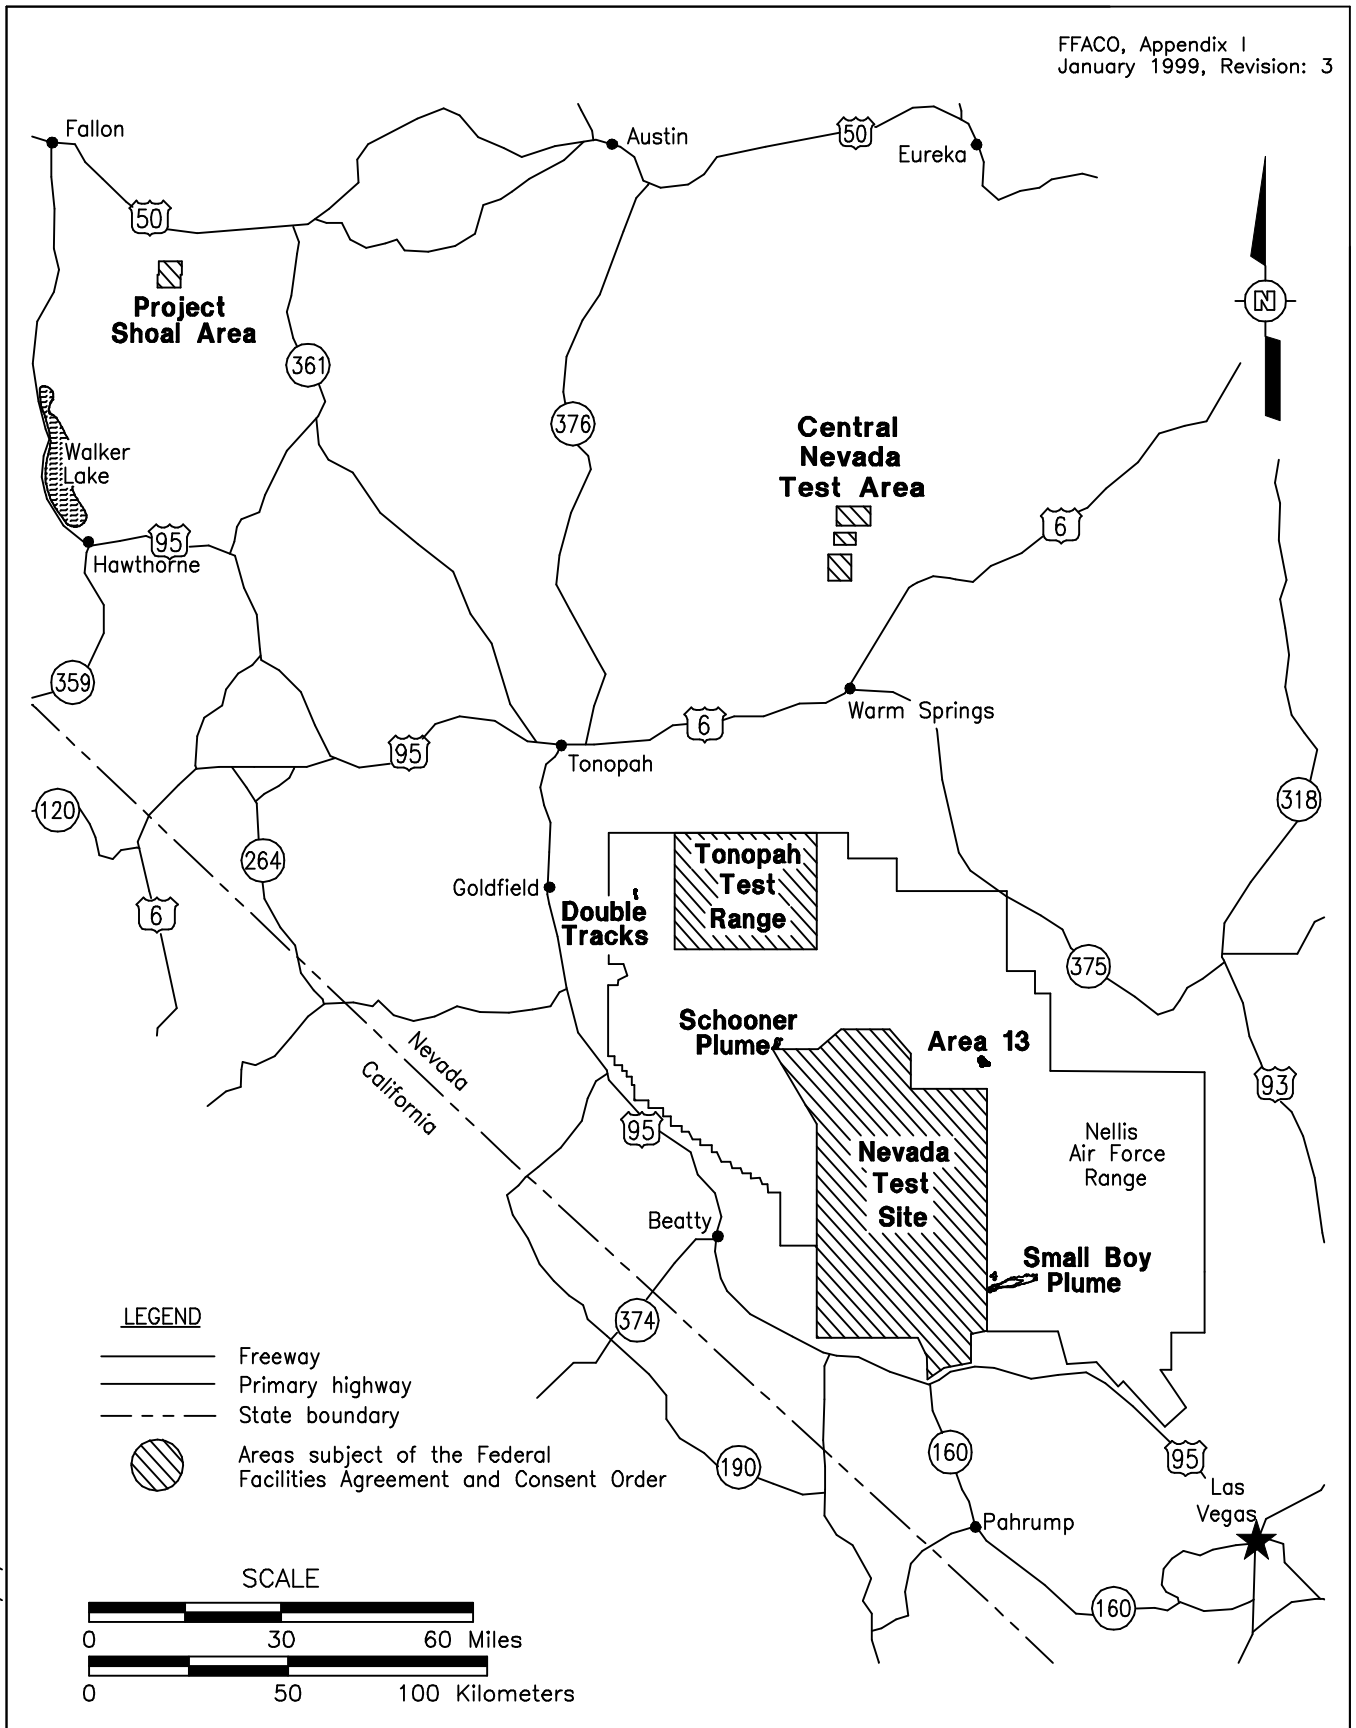 FFACO, Appendix I
January 1999, Revision: 3
Fallon
Austin
50
Eureka
50
N
Project
Shoal Area
361
376
Walker
Lake
Central
Nevada
Test Area
6
95
Hawthorne
359
Warm Springs
6
95
Tonopah
318
120
264
Tonopah
Test
Range
Goldfield
Double
Tracks
6
375
Schooner
Plume
Area 13
Nevada
California
93
95
Nellis
Air Force
Range
Nevada
Test
Site
Beatty
Small Boy
Plume
374
LEGEND
Freeway
Primary highway
State boundary
Areas subject of the Federal
Facilities Agreement and Consent Order
190
160
95
Las
Vegas
Pahrump
160
SCALE
0 30 60 Miles
0 50 100 Kilometers